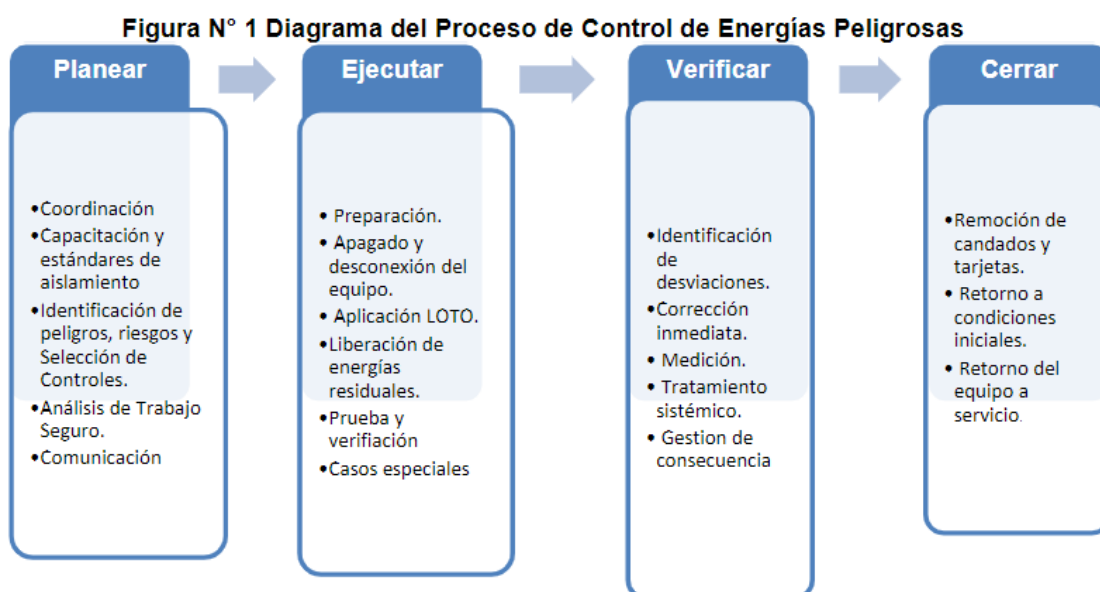 Figura N° 1 Diagrama del Proceso de Control de Energías Peligrosas
Planear
•Coordinación
•Capacitación y
estándares de
aislamiento
•Identificación de
peligros, riesgos y
Selección de
Controles.
•Análisis de Trabajo
Seguro.
•Comunicación
Ejecutar
• Preparación.
• Apagado y
desconexión del
equipo.
• Aplicación LOTO.
•Liberación de
energías
residuales.
•Prueba y
verifiación
•Casos especiales
Verificar
•Identificación
de
desviaciones.
•Corrección
inmediata.
• Medición.
• Tratamiento
sistémico.
• Gestion de
consecuencia
Cerrar
•Remoción de
candados y
tarjetas.
• Retorno a
condiciones
iniciales.
• Retorno del
equipo a
servicio.